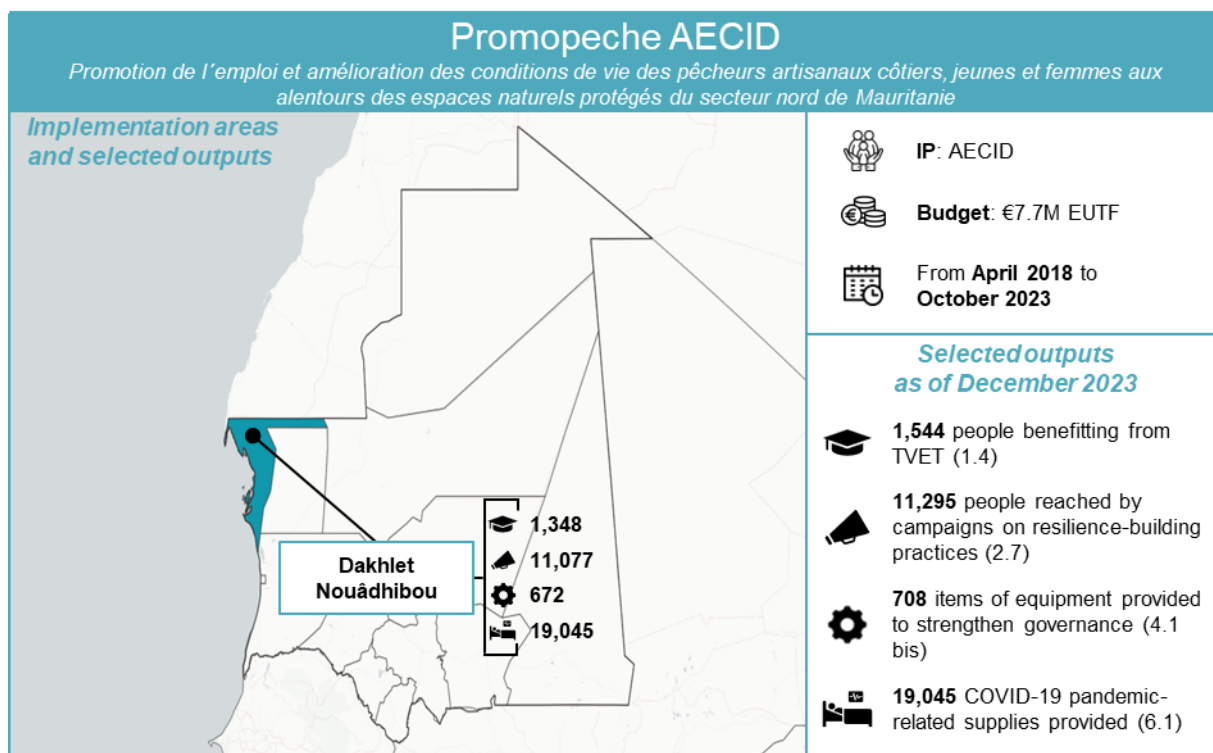 Promopeche AECID
Promotion de l´emploi et amélioration des conditions de vie des pêcheurs artisanaux côtiers, jeunes et femmes aux
alentours des espaces naturels protégés du secteur nord de Mauritanie
Implementation areas
and selected outputs
Dakhlet
Nouâdhibou
1,348
11,077
672
19,045
IP: AECID
Budget: €7.7M EUTF
From April 2018 to
October 2023
Selected outputs
as of December 2023
1,544 people benefitting from
TVET (1.4)
11,295 people reached by
campaigns on resilience-building
practices (2.7)
708 items of equipment provided
to strengthen governance (4.1
bis)
19,045 COVID-19 pandemic-
related supplies provided (6.1)